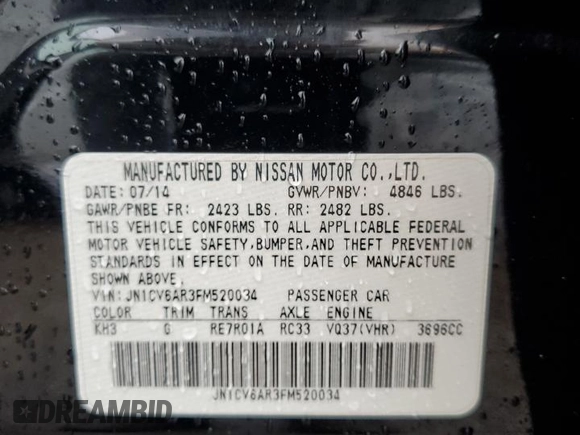 MANUFACTURED BY NISSAN MOTOR CO.,LTD.
DATE: 07/14 GVWR/PNBV: 4846 LBS.
GAWR/PNBE FR: 2423 LBS. RR: 2482 LBS.
THIS VEHICLE CONFORMS TO ALL APPLICABLE FEDERAL
MOTOR VEHICLE SAFETY,BUMPER,AND THEFT PREVENTION
STANDARDS IN EFFECT ON THE DATE OF MANUFACTURE
SHOWN ABOVE.
VIN: JN1CV6AR3FM520034 PASSENGER CAR
COLOR TRIM TRANS AXLE ENGINE
KH3 G RE7R01A RC33 VQ37(VHR) 3696CC
JN1CV6AR3FM520034
DREAMBID